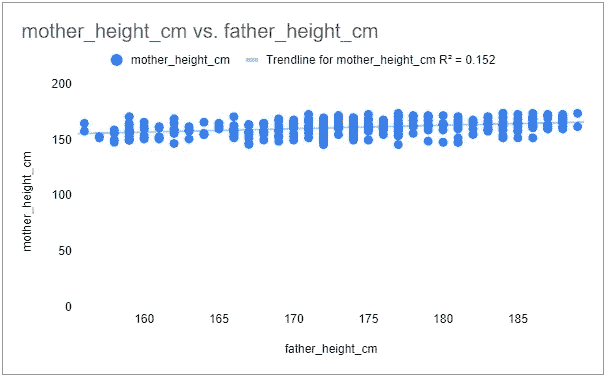 mother_height_cm vs. father_height_cm
mother_height_cm Trendline for mother_height_cm R² = 0.152
200
150
100
50
0
mother_height_cm
160 165 170 175 180 185
father_height_cm